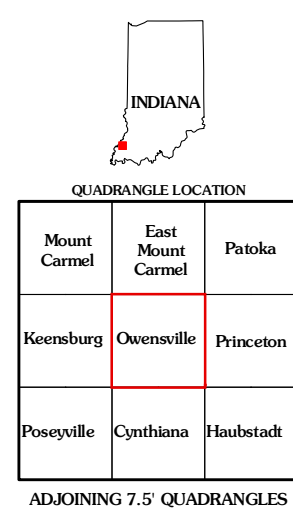 INDIANA
QUADRANGLE LOCATION
Mount
Carmel
East
Mount
Carmel
Patoka
Keensburg
Owensville
Princeton
Poseyville
Cynthiana
Haubstadt
ADJOINING 7.5' QUADRANGLES